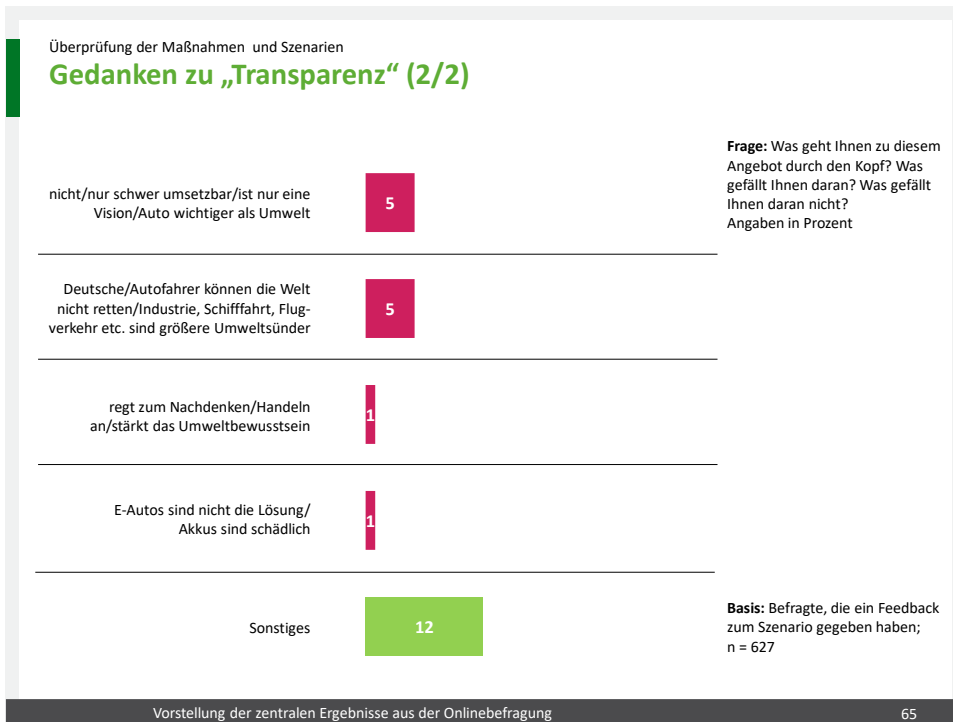 Überprüfung der Maßnahmen und Szenarien
Gedanken zu „Transparenz“ (2/2)
Frage: Was geht Ihnen zu diesem
Angebot durch den Kopf? Was
gefällt Ihnen daran? Was gefällt
Ihnen daran nicht?
Angaben in Prozent
nicht/nur schwer umsetzbar/ist nur eine
Vision/Auto wichtiger als Umwelt
5
Deutsche/Autofahrer können die Welt
nicht retten/Industrie, Schifffahrt, Flug-
verkehr etc. sind größere Umweltsünder
5
regt zum Nachdenken/Handeln
an/stärkt das Umweltbewusstsein
1
E-Autos sind nicht die Lösung/
Akkus sind schädlich
1
Sonstiges
12
Basis: Befragte, die ein Feedback
zum Szenario gegeben haben;
n = 627
Vorstellung der zentralen Ergebnisse aus der Onlinebefragung
65